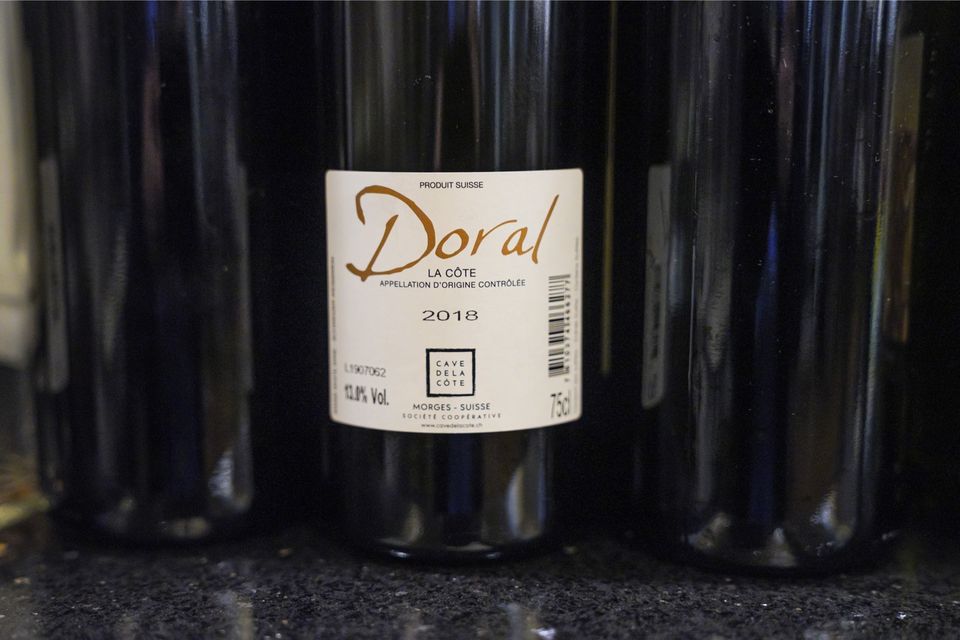 PRODUIT SUISSE
Doral
LA CÔTE
APPELLATION D'ORIGINE CONTRÔLÉE
2018
L1907062
13.0% Vol.
CAVE
DE LA
CÔTE
75cl
MORGES - SUISSE
SOCIÉTÉ COOPÉRATIVE
www.cavedelacote.ch